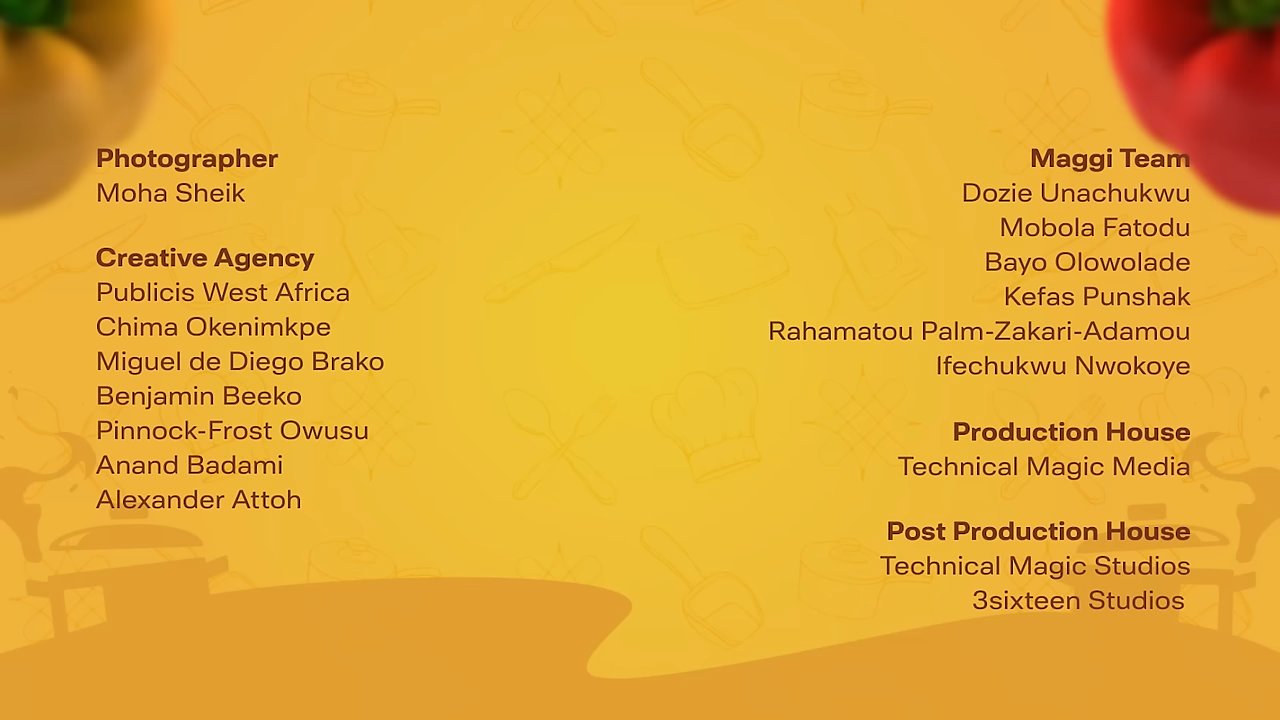 Photographer
Moha Sheik
Creative Agency
Publicis West Africa
Chima Okenimkpe
Miguel de Diego Brako
Benjamin Beeko
Pinnock-Frost Owusu
Anand Badami
Alexander Attoh
Maggi Team
Dozie Unachukwu
Mobola Fatodu
Bayo Olowolade
Kefas Punshak
Rahamatou Palm-Zakari-Adamou
Ifechukwu Nwokoye
Production House
Technical Magic Media
Post Production House
Technical Magic Studios
3sixteen Studios